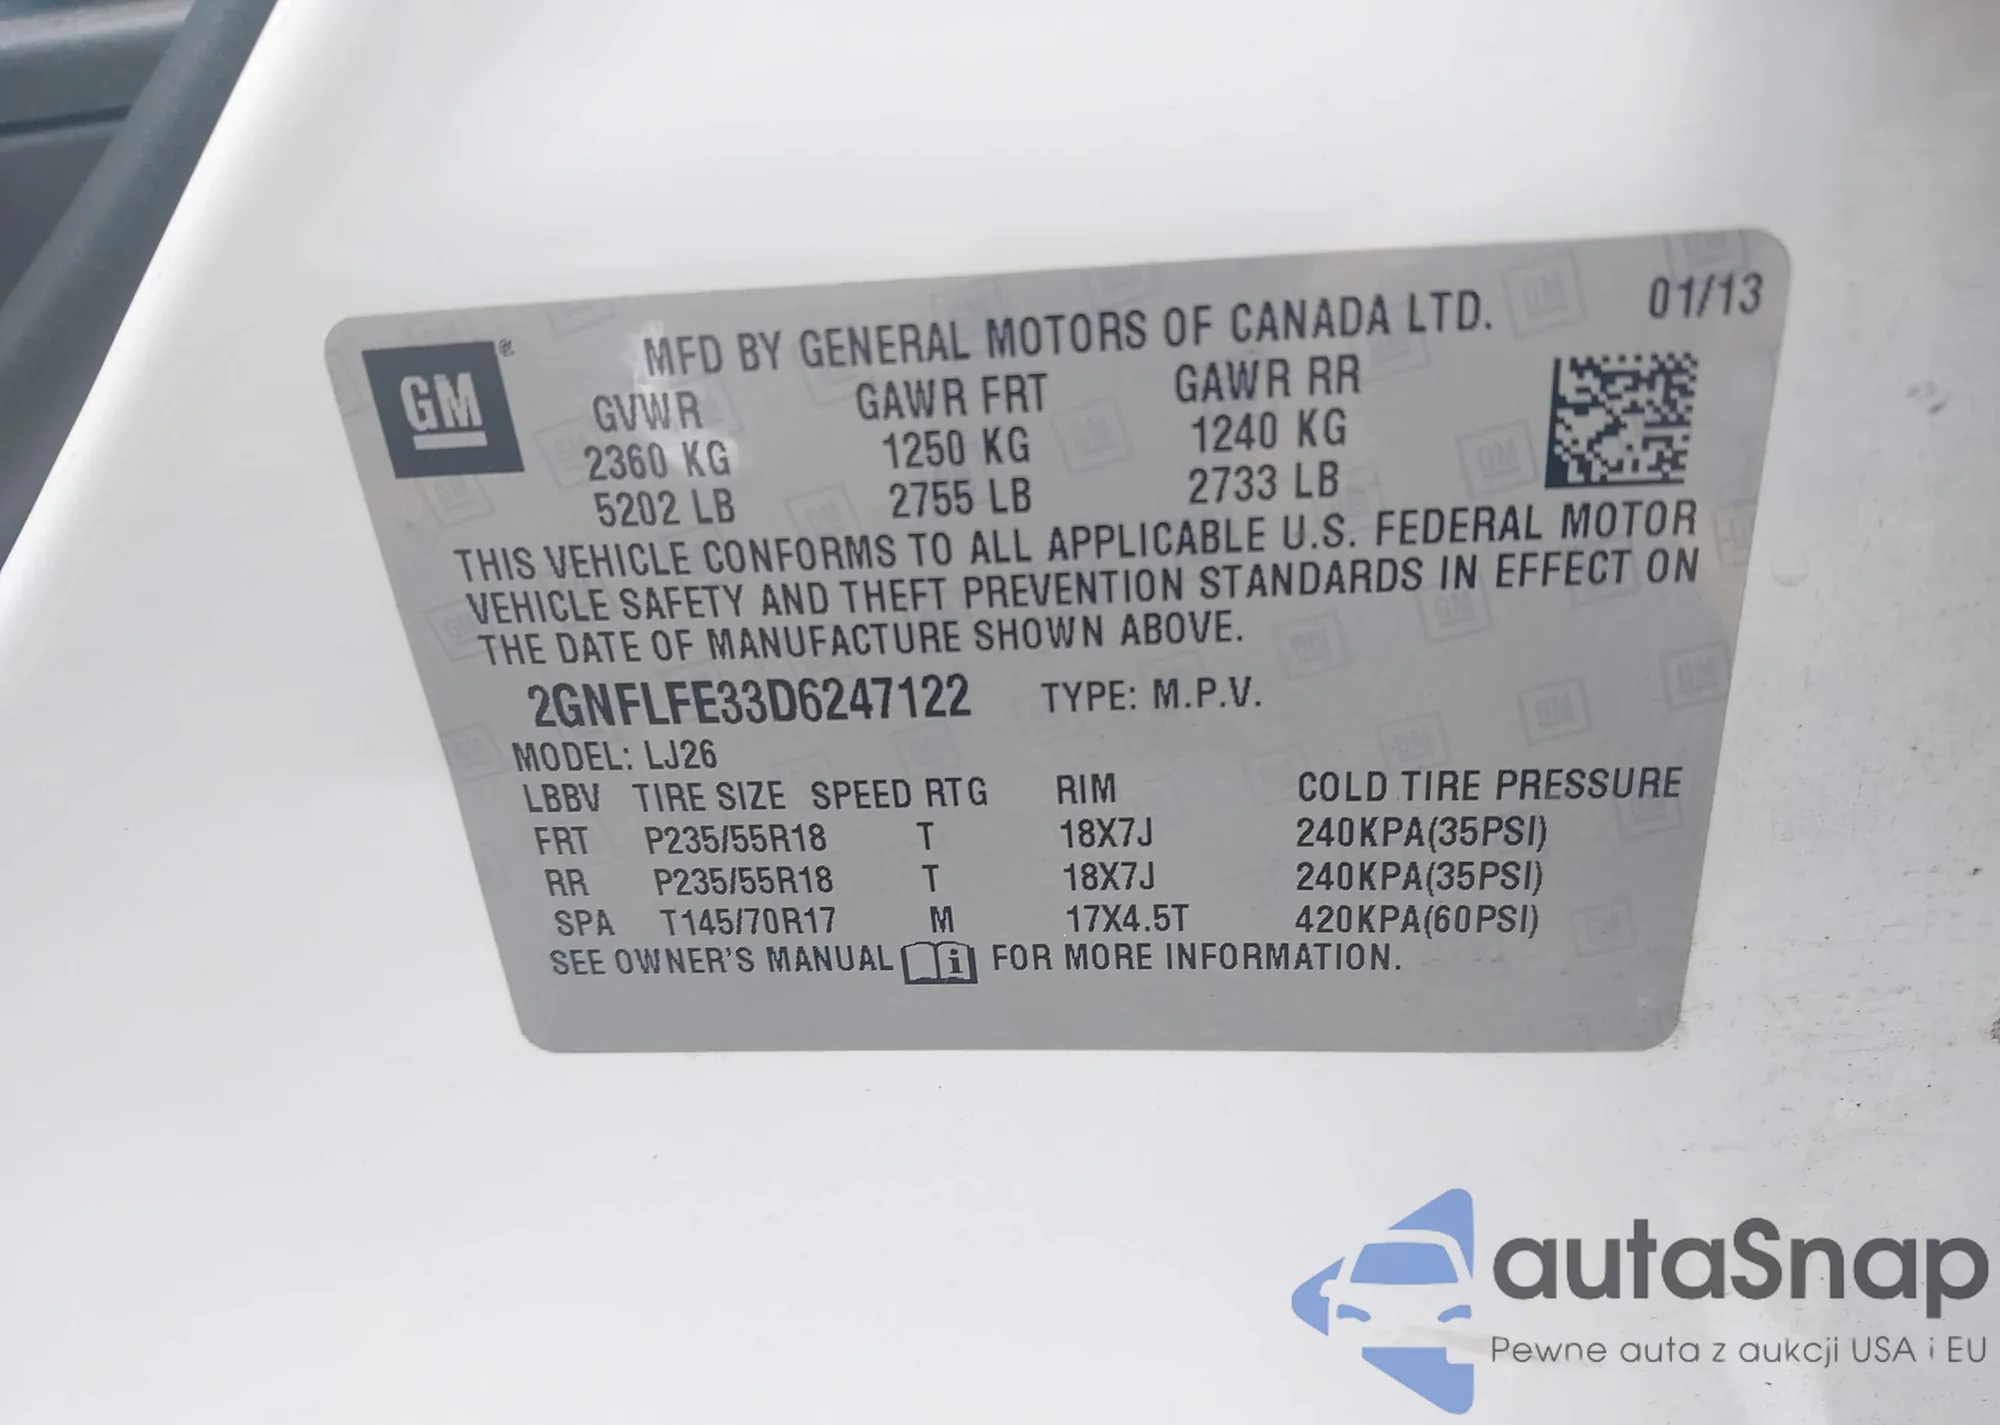 MFD BY GENERAL MOTORS OF CANADA LTD. 01/13
GM®
GVWR GAWR FRT GAWR RR
2360 KG 1250 KG 1240 KG
5202 LB 2755 LB 2733 LB
THIS VEHICLE CONFORMS TO ALL APPLICABLE U.S. FEDERAL MOTOR
VEHICLE SAFETY AND THEFT PREVENTION STANDARDS IN EFFECT ON
THE DATE OF MANUFACTURE SHOWN ABOVE.
2GNFLFE33D6247122 TYPE: M.P.V.
MODEL: LJ26
LBBV TIRE SIZE SPEED RTG RIM COLD TIRE PRESSURE
FRT P235/55R18 T 18X7J 240KPA(35PSI)
RR P235/55R18 T 18X7J 240KPA(35PSI)
SPA T145/70R17 M 17X4.5T 420KPA(60PSI)
SEE OWNER'S MANUAL i FOR MORE INFORMATION.
autaSnap
Pewne auta z aukcji USA i EU